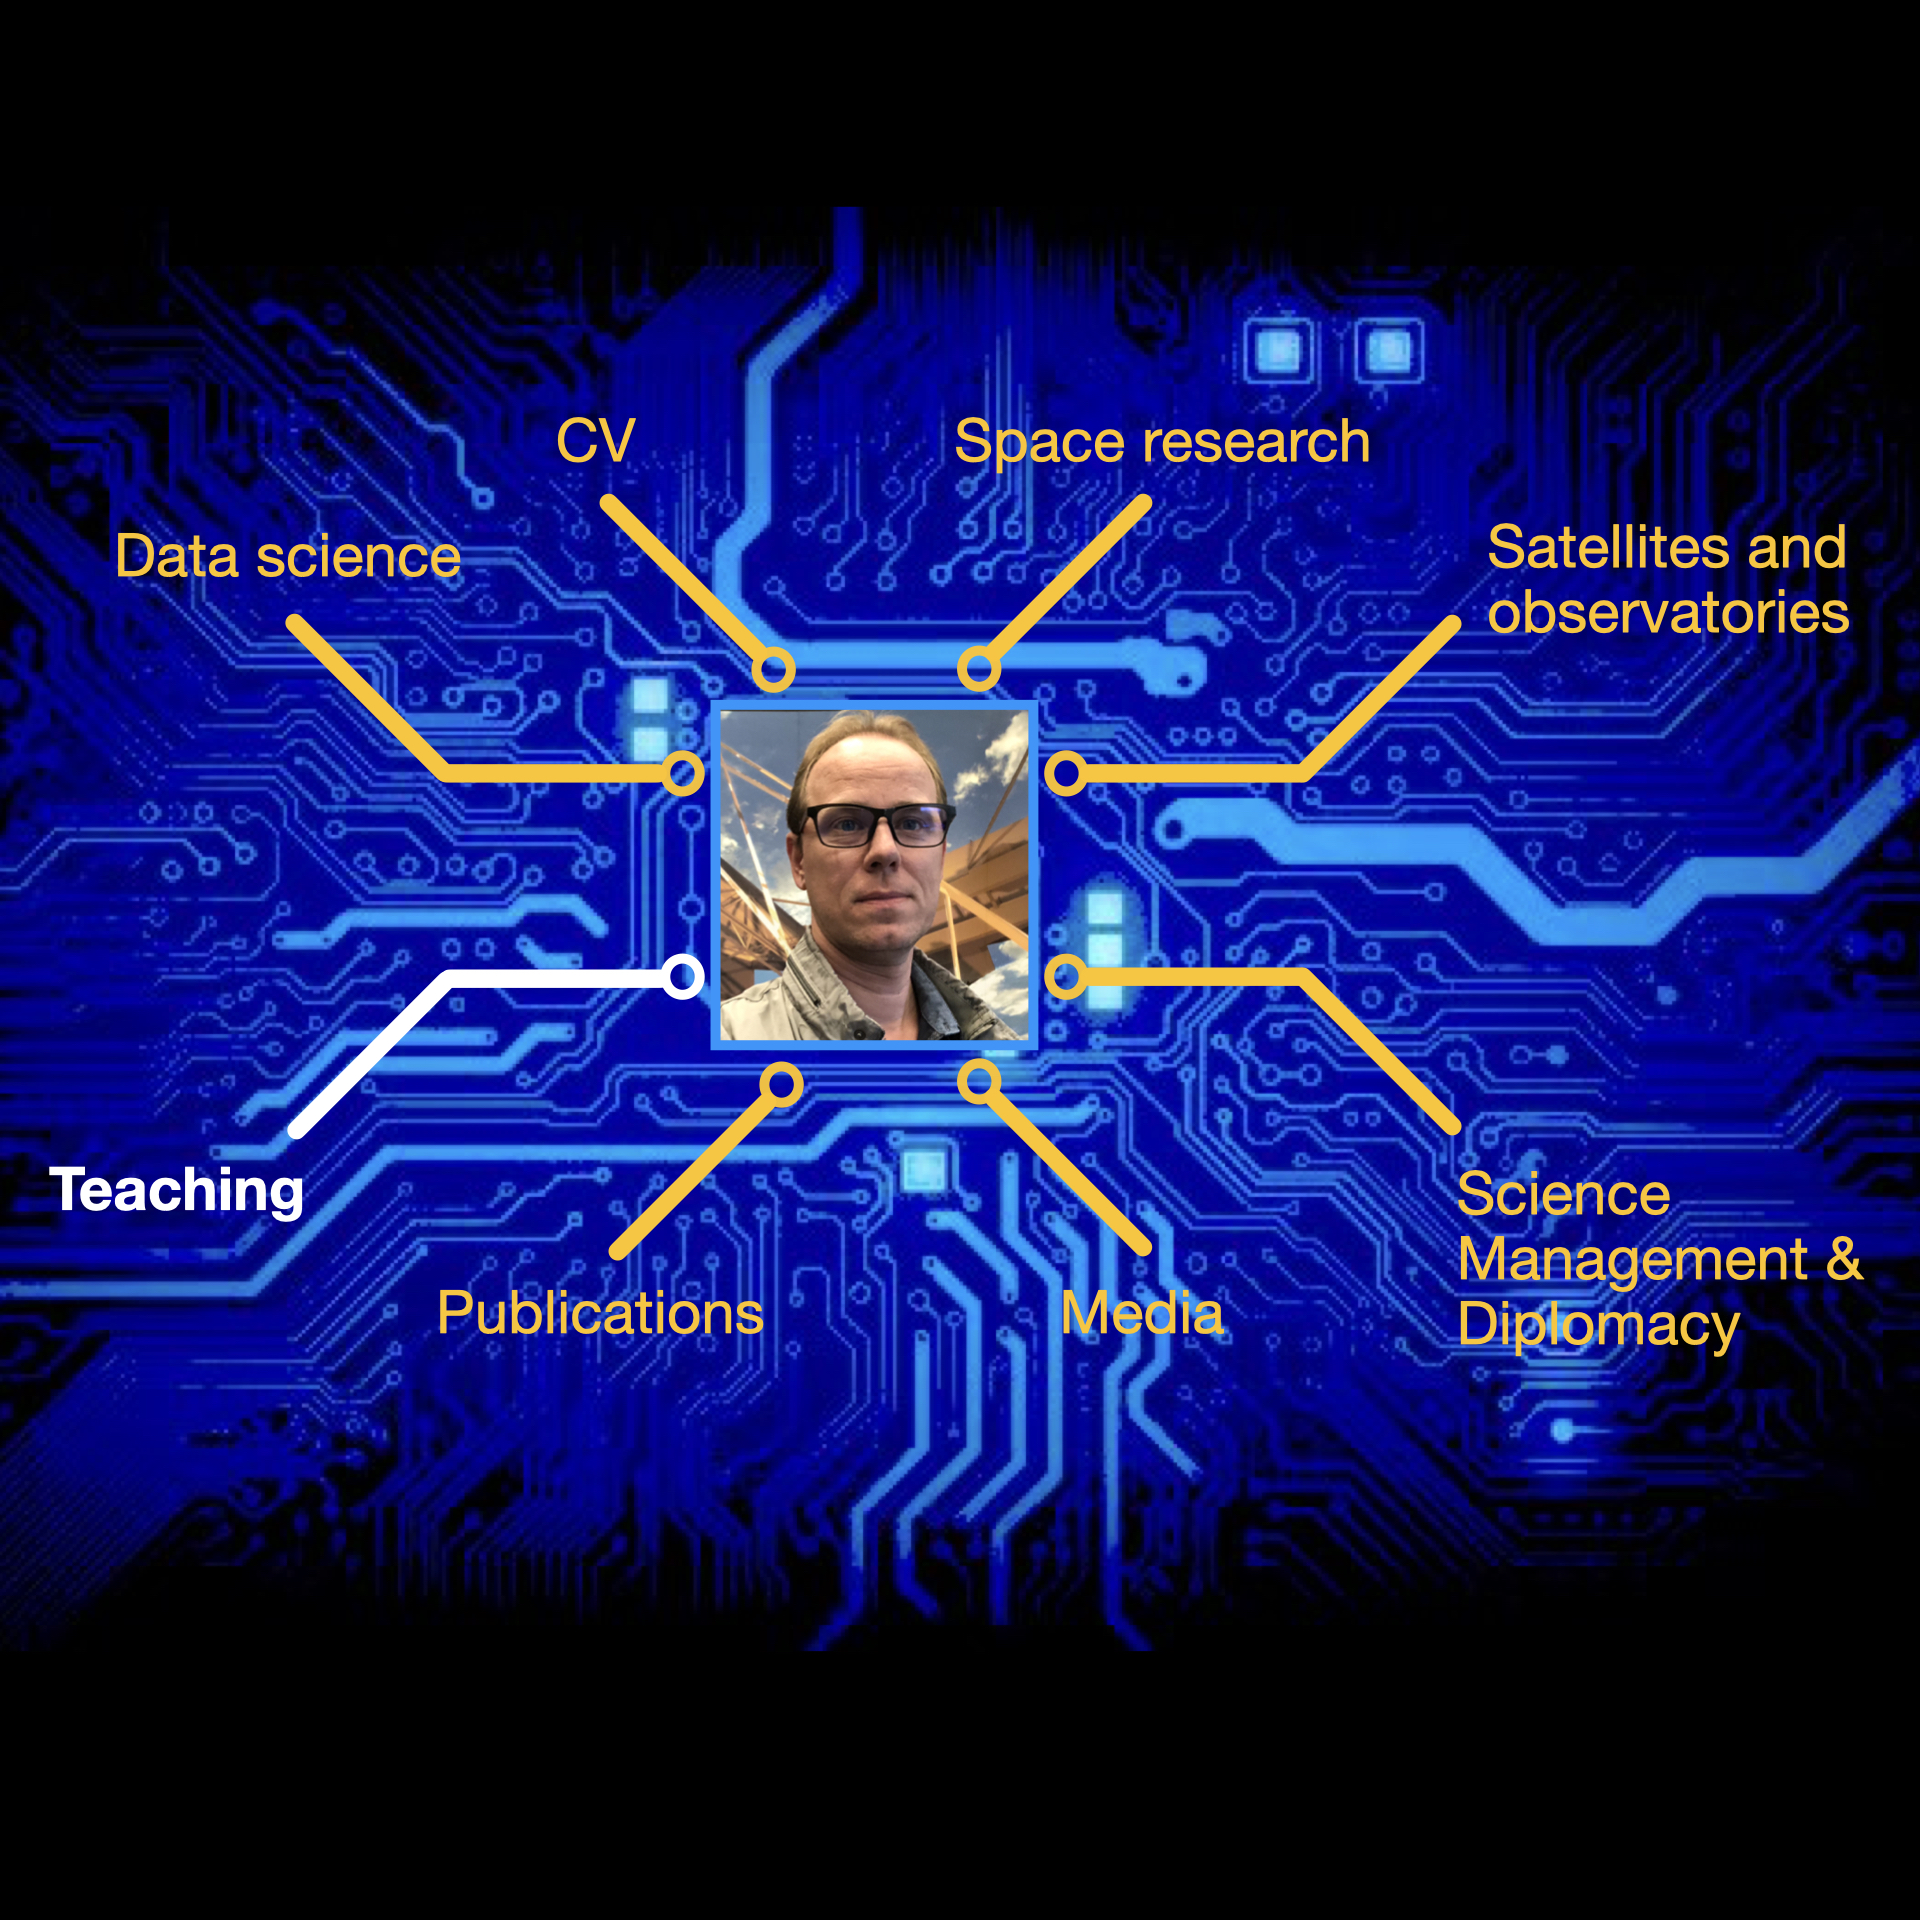 CV
Space research
Data science
Satellites and
observatories
Teaching
Science
Management &
Diplomacy
Publications
Media